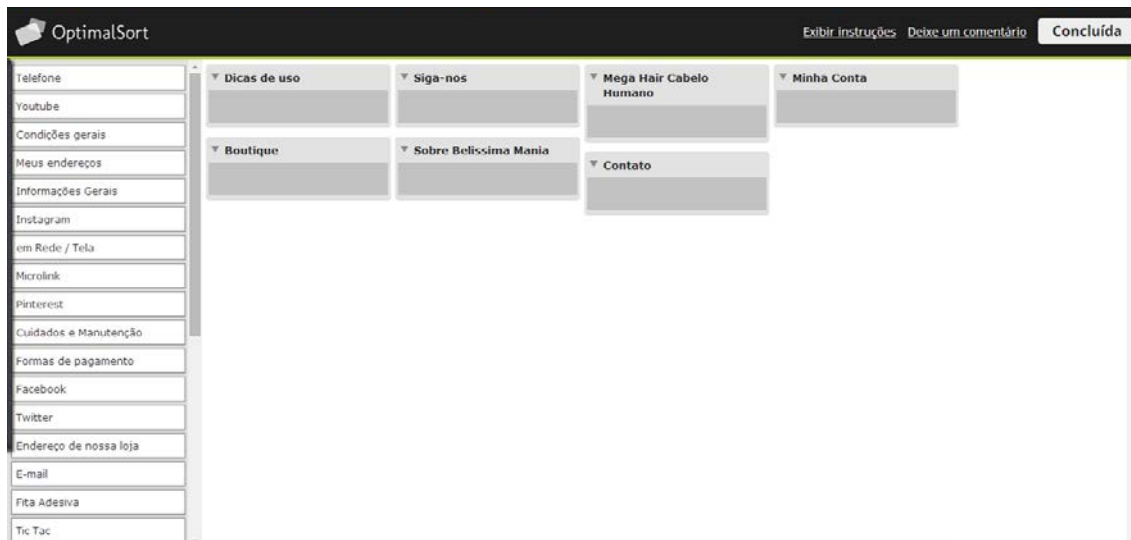 OptimalSort
Exibir instruções Deixe um comentário Concluída
Telefone
Youtube
Condições gerais
Meus endereços
Informações Gerais
Instagram
em Rede / Tela
Microlink
Pinterest
Cuidados e Manutenção
Formas de pagamento
Facebook
Twitter
Endereço de nossa loja
E-mail
Fita Adesiva
Tic Tac
Dicas de uso
Siga-nos
Mega Hair Cabelo
Humano
Minha Conta
Boutique
Sobre Belissima Mania
Contato